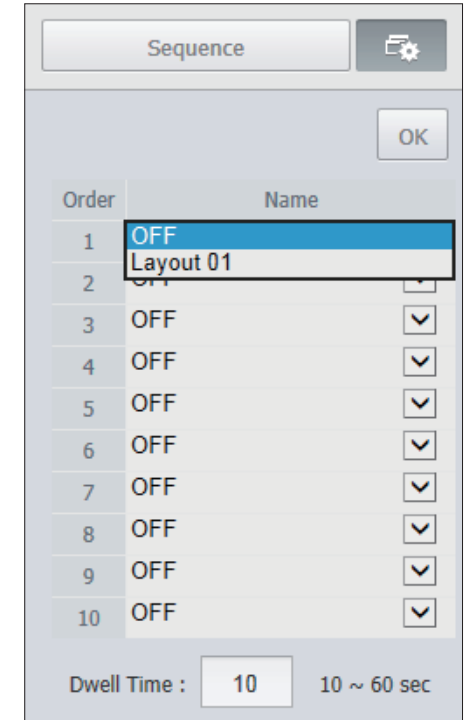 Sequence
OK
Order Name
1 OFF
Layout 01
2 OFF
3 OFF
4 OFF
5 OFF
6 OFF
7 OFF
8 OFF
9 OFF
10 OFF
Dwell Time : 10 10 ~ 60 sec